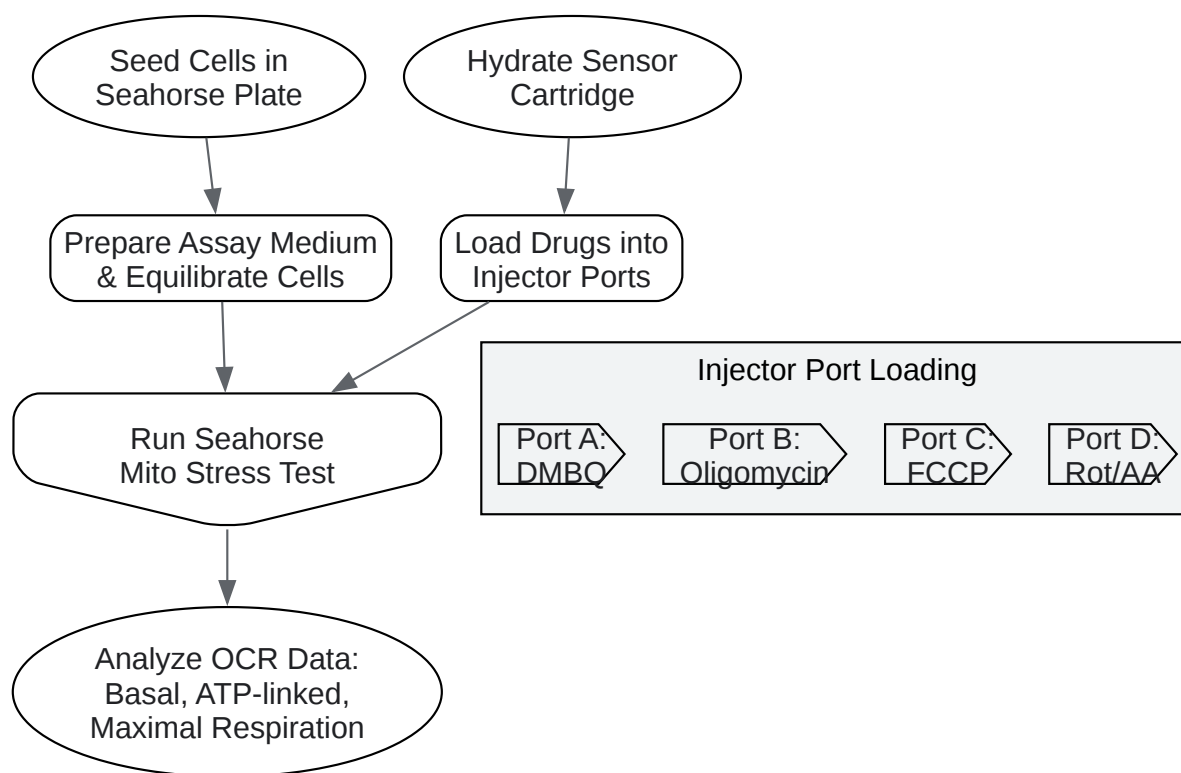 Seed Cells in
Seahorse Plate
Hydrate Sensor
Cartridge
Prepare Assay Medium
& Equilibrate Cells
Load Drugs into
Injector Ports
Injector Port Loading
Port A:
DMBQ
Port B:
Oligomycin
Port C:
FCCP
Port D:
Rot/AA
Run Seahorse
Mito Stress Test
Analyze OCR Data:
Basal, ATP-linked,
Maximal Respiration